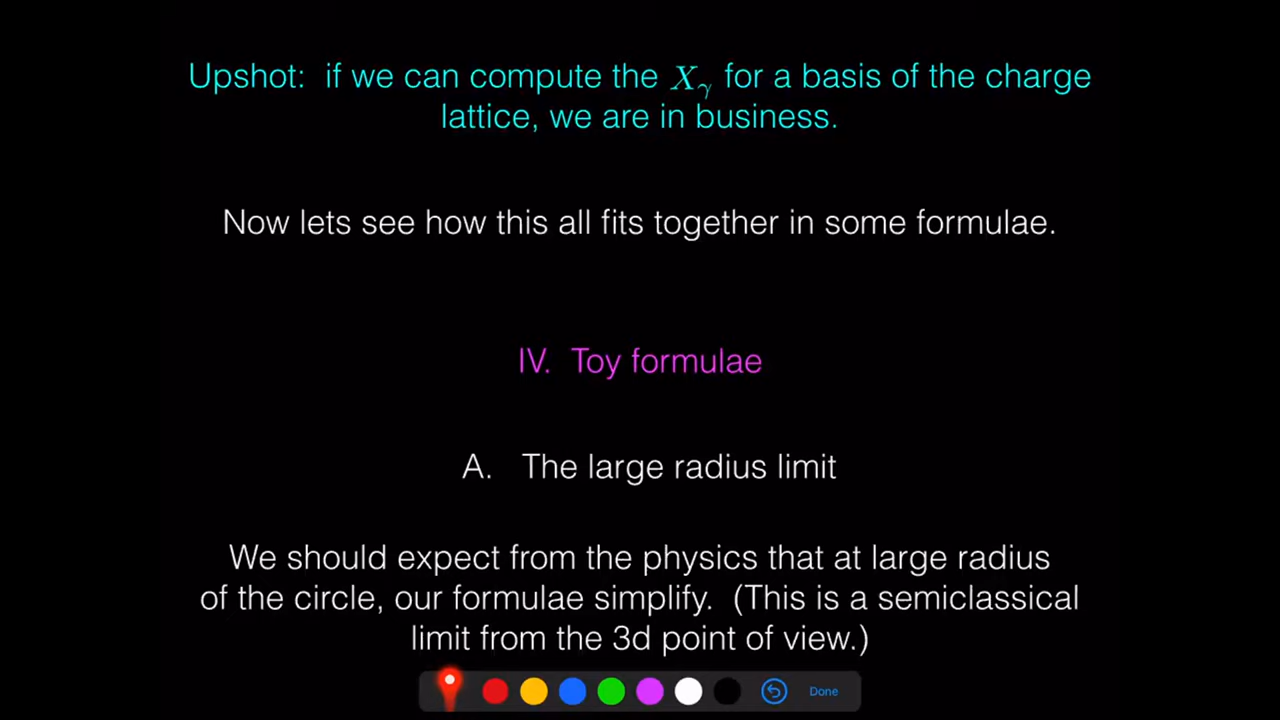 Upshot: if we can compute the X_γ for a basis of the charge
lattice, we are in business.
Now lets see how this all fits together in some formulae.
IV. Toy formulae
A. The large radius limit
We should expect from the physics that at large radius
of the circle, our formulae simplify. (This is a semiclassical
limit from the 3d point of view.)
Done